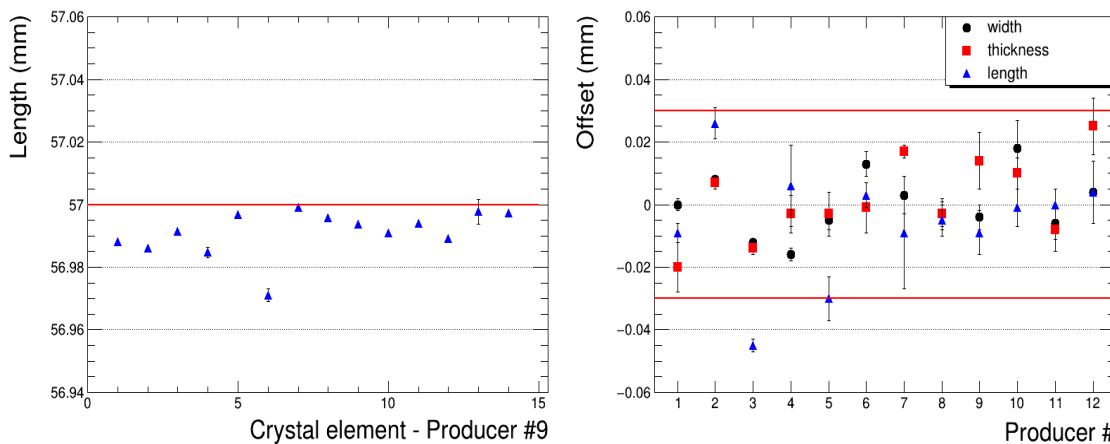 Length (mm)
57.06
57.04
57.02
57
56.98
56.96
56.94
0
5
10
15
Crystal element - Producer #9
Offset (mm)
0.06
0.04
0.02
0
−0.02
−0.04
−0.06
width
thickness
length
1 2 3 4 5 6 7 8 9 10 11 12
Producer #